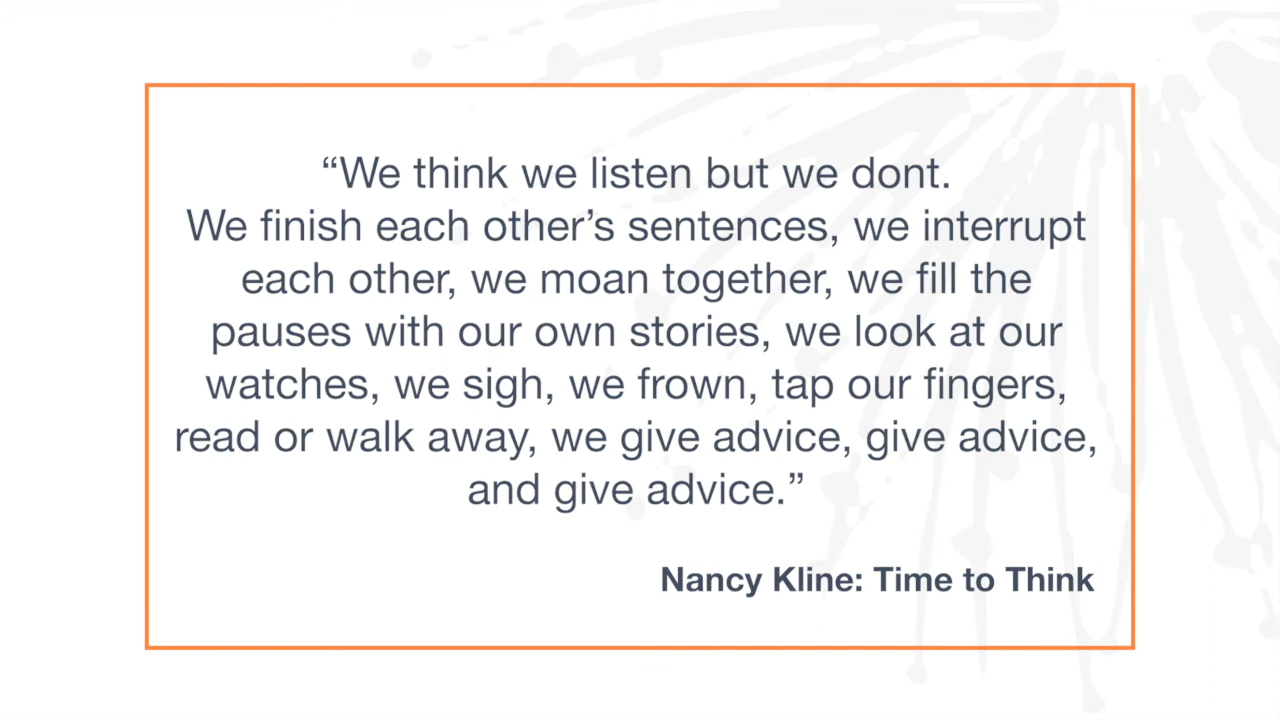 “We think we listen but we dont.
We finish each other’s sentences, we interrupt
each other, we moan together, we fill the
pauses with our own stories, we look at our
watches, we sigh, we frown, tap our fingers,
read or walk away, we give advice, give advice,
and give advice.”
Nancy Kline: Time to Think